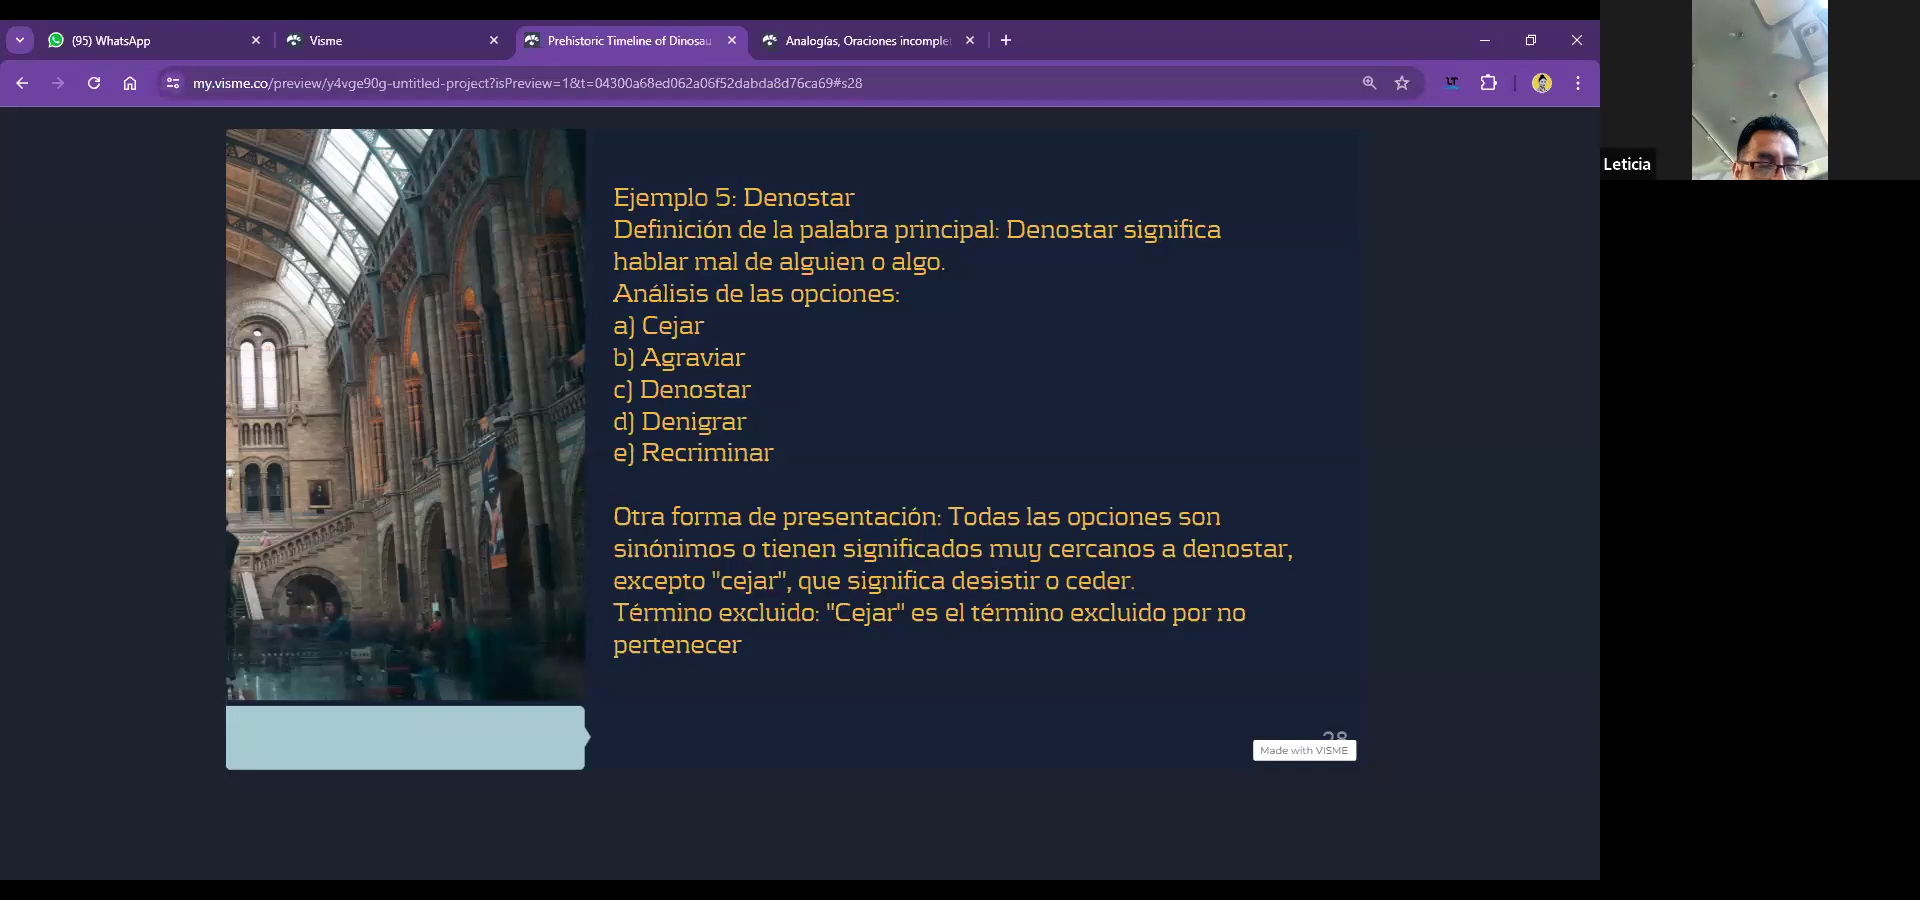 (95) WhatsApp
Visme
Prehistoric Timeline of Dinosau
Analogías, Oraciones incomplet
my.visme.co/preview/y4vge90g-untitled-project?isPreview=1&t=04300a68ed062a06f52dabda8d76ca69#s28
LT
Leticia
Ejemplo 5: Denostar
Definición de la palabra principal: Denostar significa
hablar mal de alguien o algo.
Análisis de las opciones:
a) Cejar
b) Agraviar
c) Denostar
d) Denigrar
e) Recriminar
Otra forma de presentación: Todas las opciones son
sinónimos o tienen significados muy cercanos a denostar,
excepto "cejar", que significa desistir o ceder.
Término excluido: "Cejar" es el término excluido por no
pertenecer
28
Made with VISME